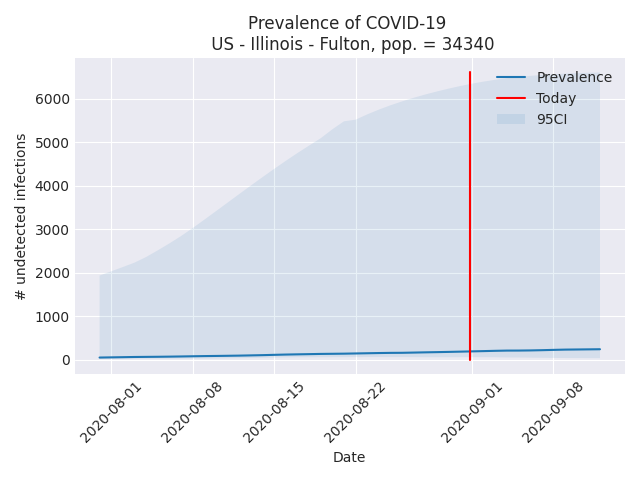 Prevalence of COVID-19
US - Illinois - Fulton, pop. = 34340
Prevalence
Today
95CI
# undetected infections
6000
5000
4000
3000
2000
1000
0
2020-08-01
2020-08-08
2020-08-15
2020-08-22
2020-09-01
2020-09-08
Date